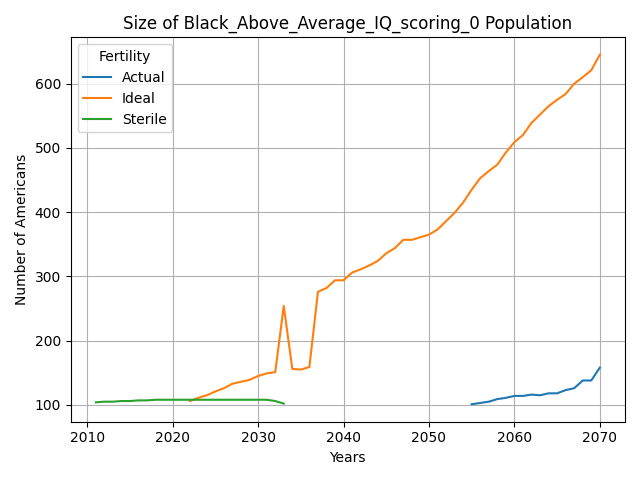 Size of Black_Above_Average_IQ_scoring_0 Population
Fertility
Actual
Ideal
Sterile
Number of Americans
600
500
400
300
200
100
2010 2020 2030 2040 2050 2060 2070
Years